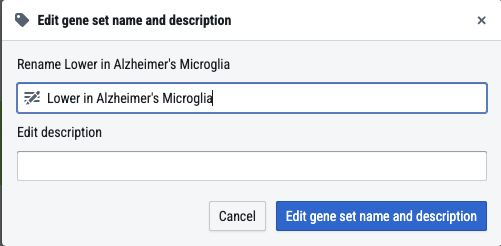 Edit gene set name and description
Rename Lower in Alzheimer's Microglia
Lower in Alzheimer's Microglia
Edit description
Cancel Edit gene set name and description